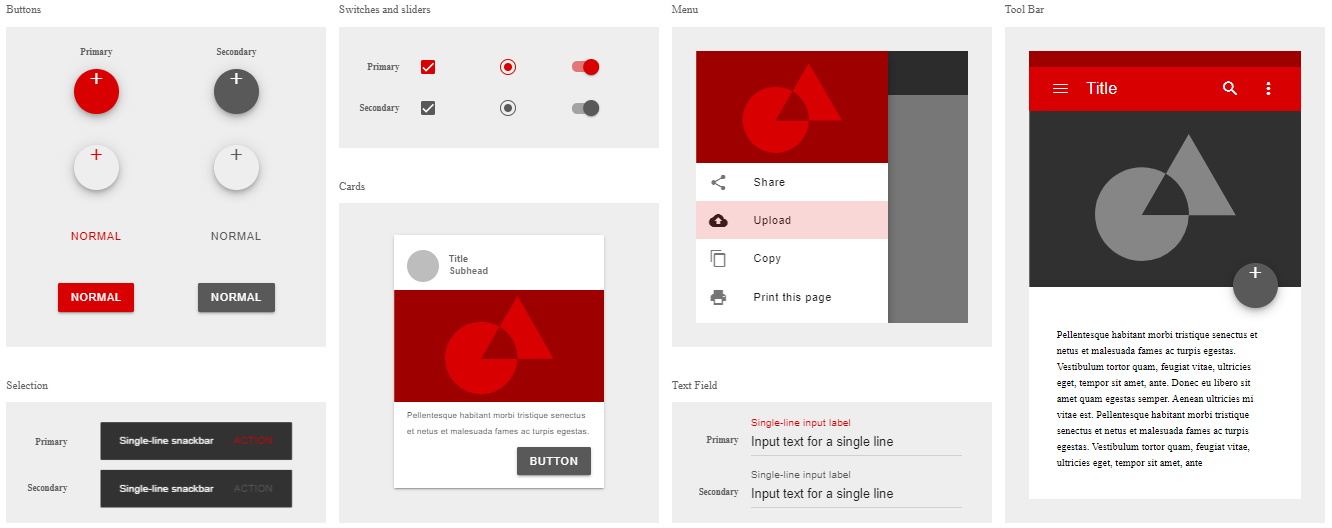 Buttons
Primary
Secondary
NORMAL
NORMAL
NORMAL
NORMAL
Selection
Primary
Single-line snackbar ACTION
Secondary
Single-line snackbar ACTION
Switches and sliders
Primary
Secondary
Cards
Title
Subhead
Pellentesque habitant morbi tristique senectus
et netus et malesuada fames ac turpis egestas.
BUTTON
Menu
Share
Upload
Copy
Print this page
Text Field
Primary
Single-line input label
Input text for a single line
Secondary
Single-line input label
Input text for a single line
Tool Bar
Title
Pellentesque habitant morbi tristique senectus et
netus et malesuada fames ac turpis egestas.
Vestibulum tortor quam, feugiat vitae, ultricies
eget, tempor sit amet, ante. Donec eu libero sit
amet quam egestas semper. Aenean ultricies mi
vitae est. Pellentesque habitant morbi tristique
senectus et netus et malesuada fames ac turpis
egestas. Vestibulum tortor quam, feugiat vitae,
ultricies eget, tempor sit amet, ante